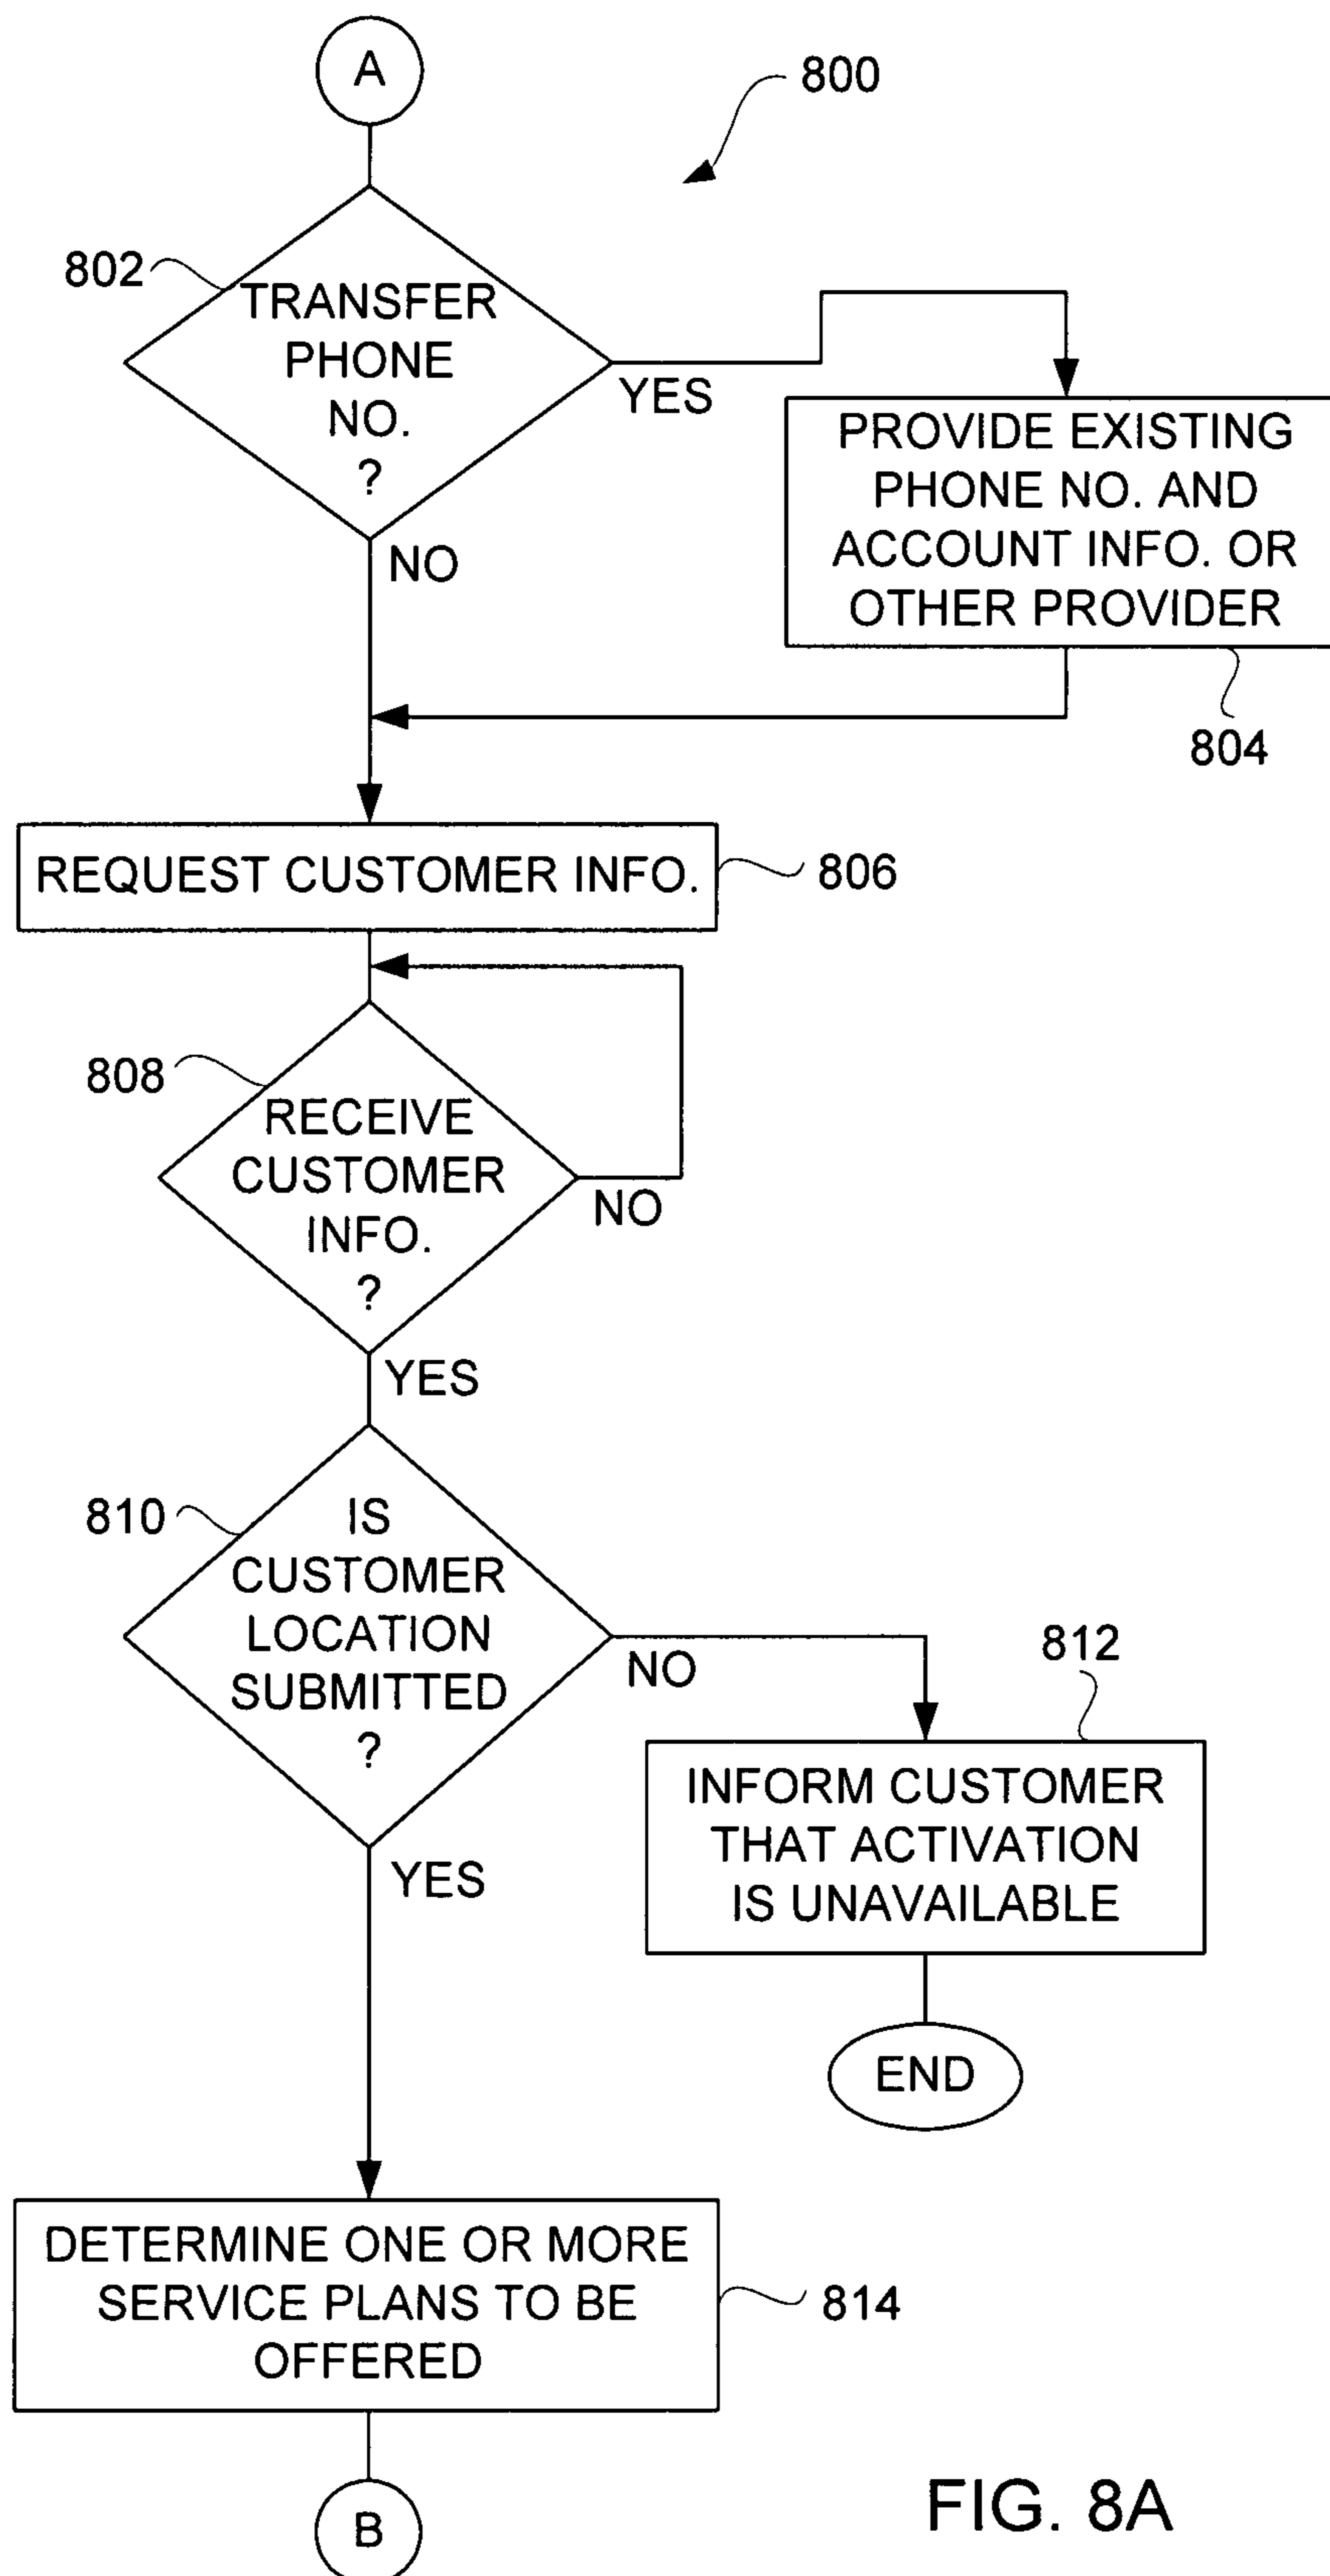 A
800
802
TRANSFER
PHONE
NO.
?
YES
NO
PROVIDE EXISTING
PHONE NO. AND
ACCOUNT INFO. OR
OTHER PROVIDER
804
REQUEST CUSTOMER INFO.
806
808
RECEIVE
CUSTOMER
INFO.
?
NO
YES
810
IS
CUSTOMER
LOCATION
SUBMITTED
?
NO
YES
812
INFORM CUSTOMER
THAT ACTIVATION
IS UNAVAILABLE
END
DETERMINE ONE OR MORE
SERVICE PLANS TO BE
OFFERED
814
B
FIG. 8A